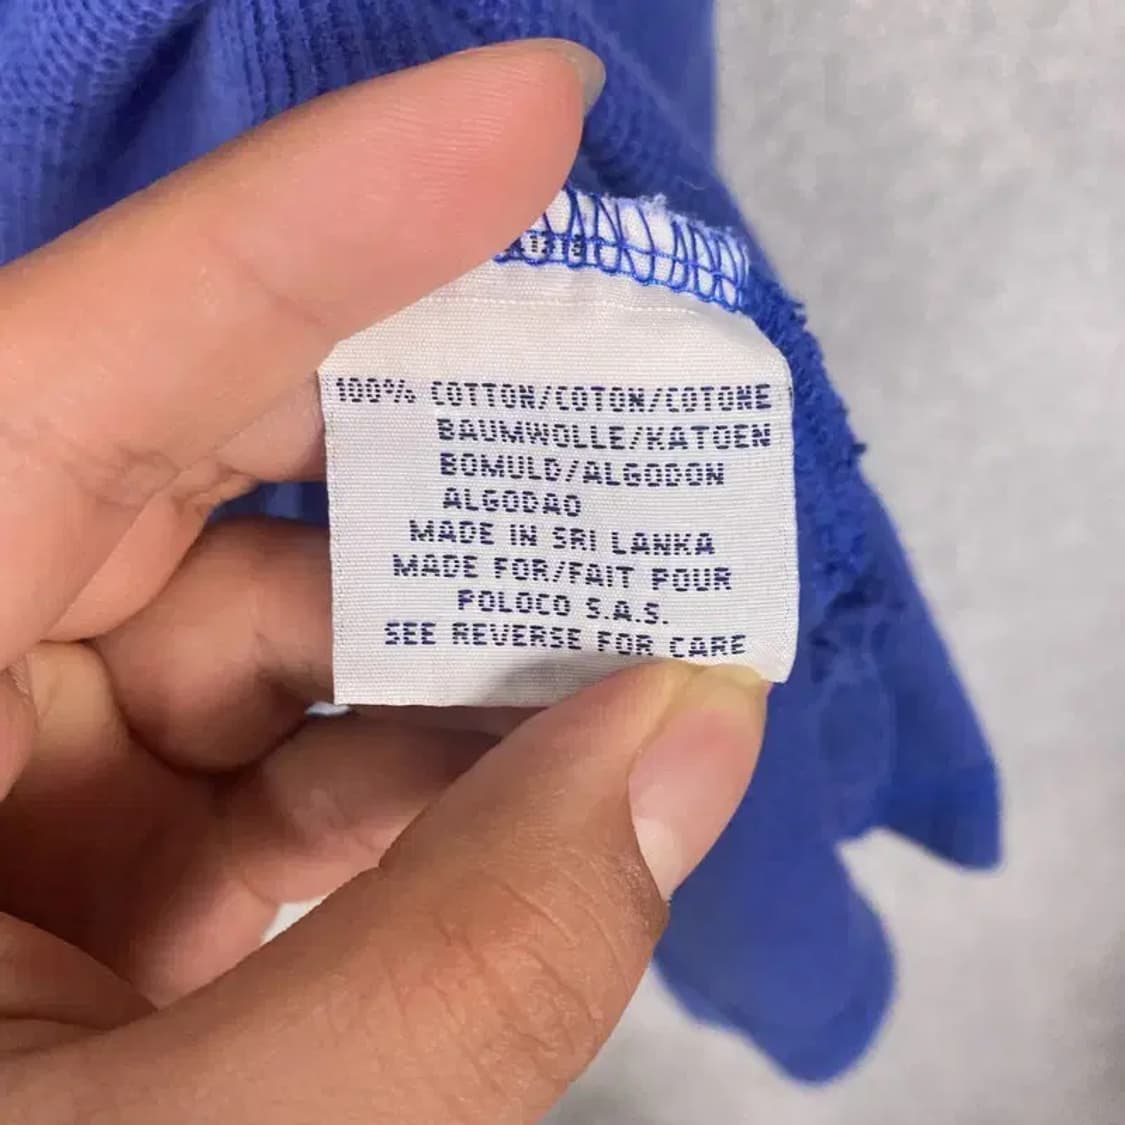 100% COTTON/COTON/COTONE
BAUMWOLLE/KATOEN
BOMULD/ALGODON
ALGODAO
MADE IN SRI LANKA
MADE FOR/FAIT POUR
POLOCO S.A.S.
SEE REVERSE FOR CARE